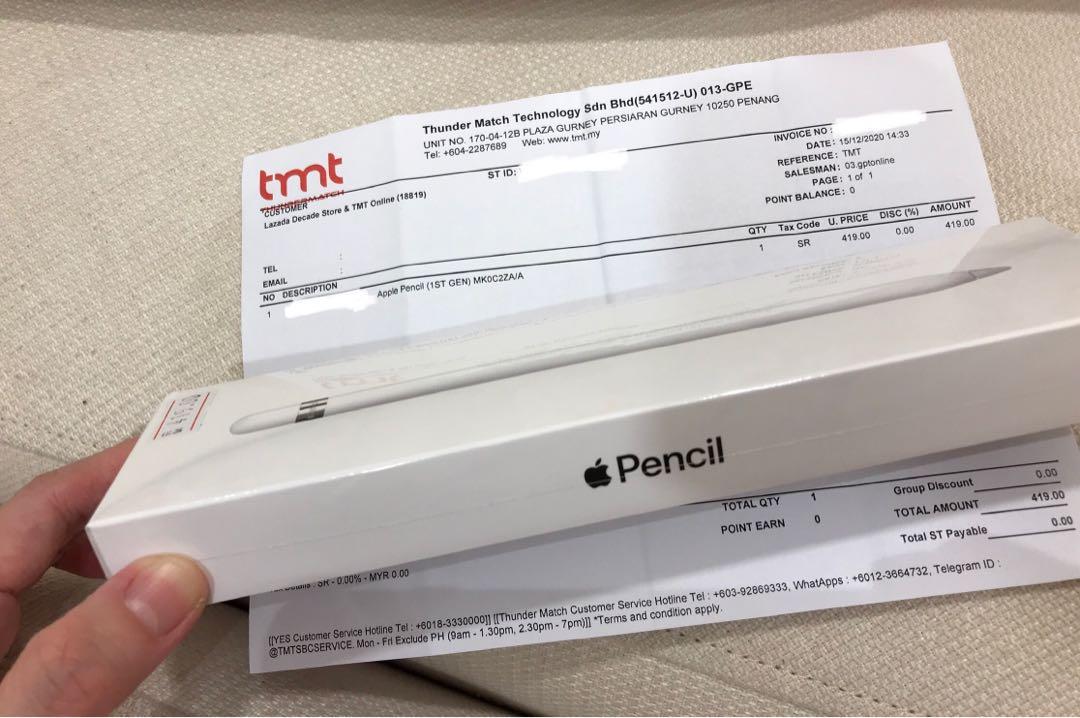 Thunder Match Technology Sdn Bhd(541512-U) 013-GPE
UNIT NO. 170-04-12B PLAZA GURNEY PERSIARAN GURNEY 10250 PENANG
Tel: +604-2287689 Web: www.tmt.my
tmt
THUNDERMATCH
ST ID:
INVOICE NO :
DATE : 15/12/2020 14:33
REFERENCE : TMT
SALESMAN : 03.gptonline
PAGE : 1 of 1
POINT BALANCE : 0
CUSTOMER
Lazada Decade Store & TMT Online (18819)
TEL :
EMAIL :
NO DESCRIPTION QTY Tax Code U. PRICE DISC (%) AMOUNT
1 Apple Pencil (1ST GEN) MK0C2ZA/A 1 SR 419.00 0.00 419.00
Pencil
TOTAL QTY 1
POINT EARN 0
Group Discount 0.00
TOTAL AMOUNT 419.00
Total ST Payable 0.00
SR - 0.00% - MYR 0.00
[[YES Customer Service Hotline Tel : +6018-3330000]] [[Thunder Match Customer Service Hotline Tel : +603-92869333, WhatApps : +6012-3664732, Telegram ID :
@TMTSBCSERVICE. Mon - Fri Exclude PH (9am - 1.30pm, 2.30pm - 7pm)]] *Terms and condition apply.